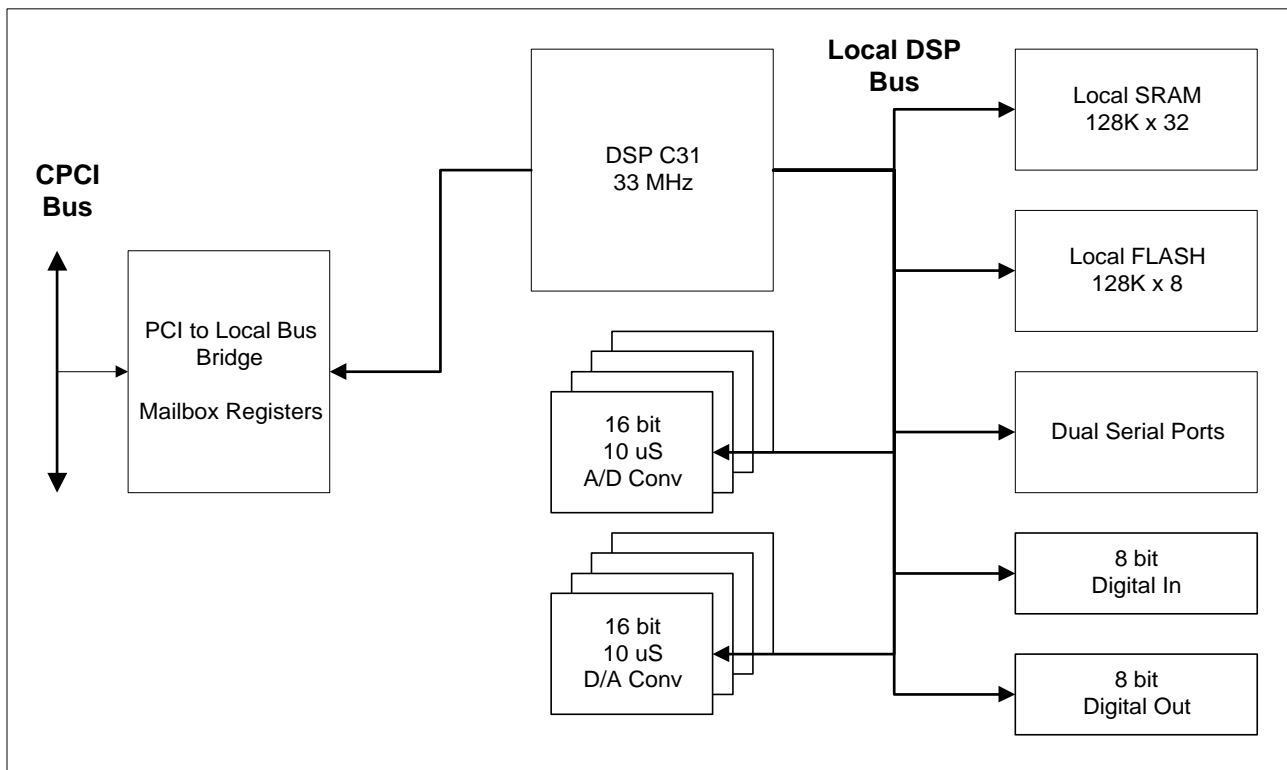 Local DSP
Bus
Local SRAM
128K x 32
DSP C31
33 MHz
CPCI
Bus
Local FLASH
128K x 8
PCI to Local Bus
Bridge
Mailbox Registers
16 bit
10 uS
A/D Conv
Dual Serial Ports
8 bit
Digital In
16 bit
10 uS
D/A Conv
8 bit
Digital Out